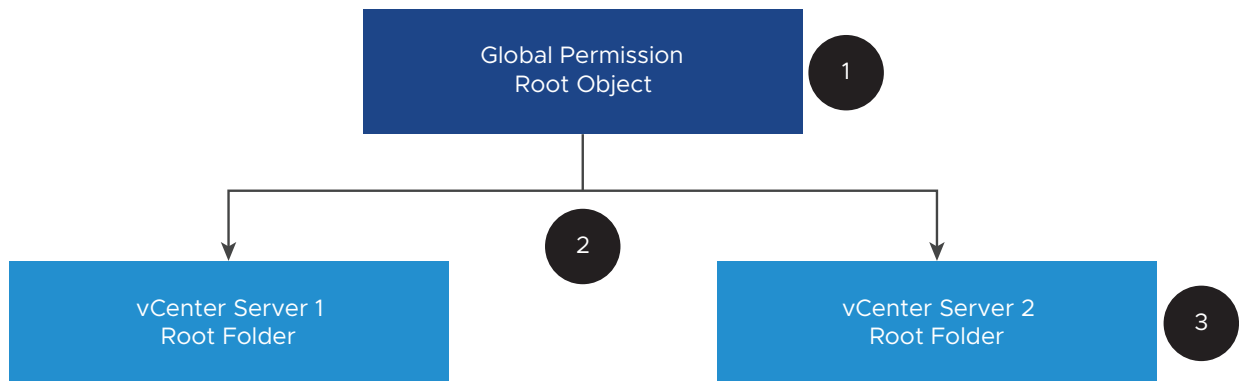 Global Permission
Root Object
1
2
vCenter Server 1
Root Folder
vCenter Server 2
Root Folder
3